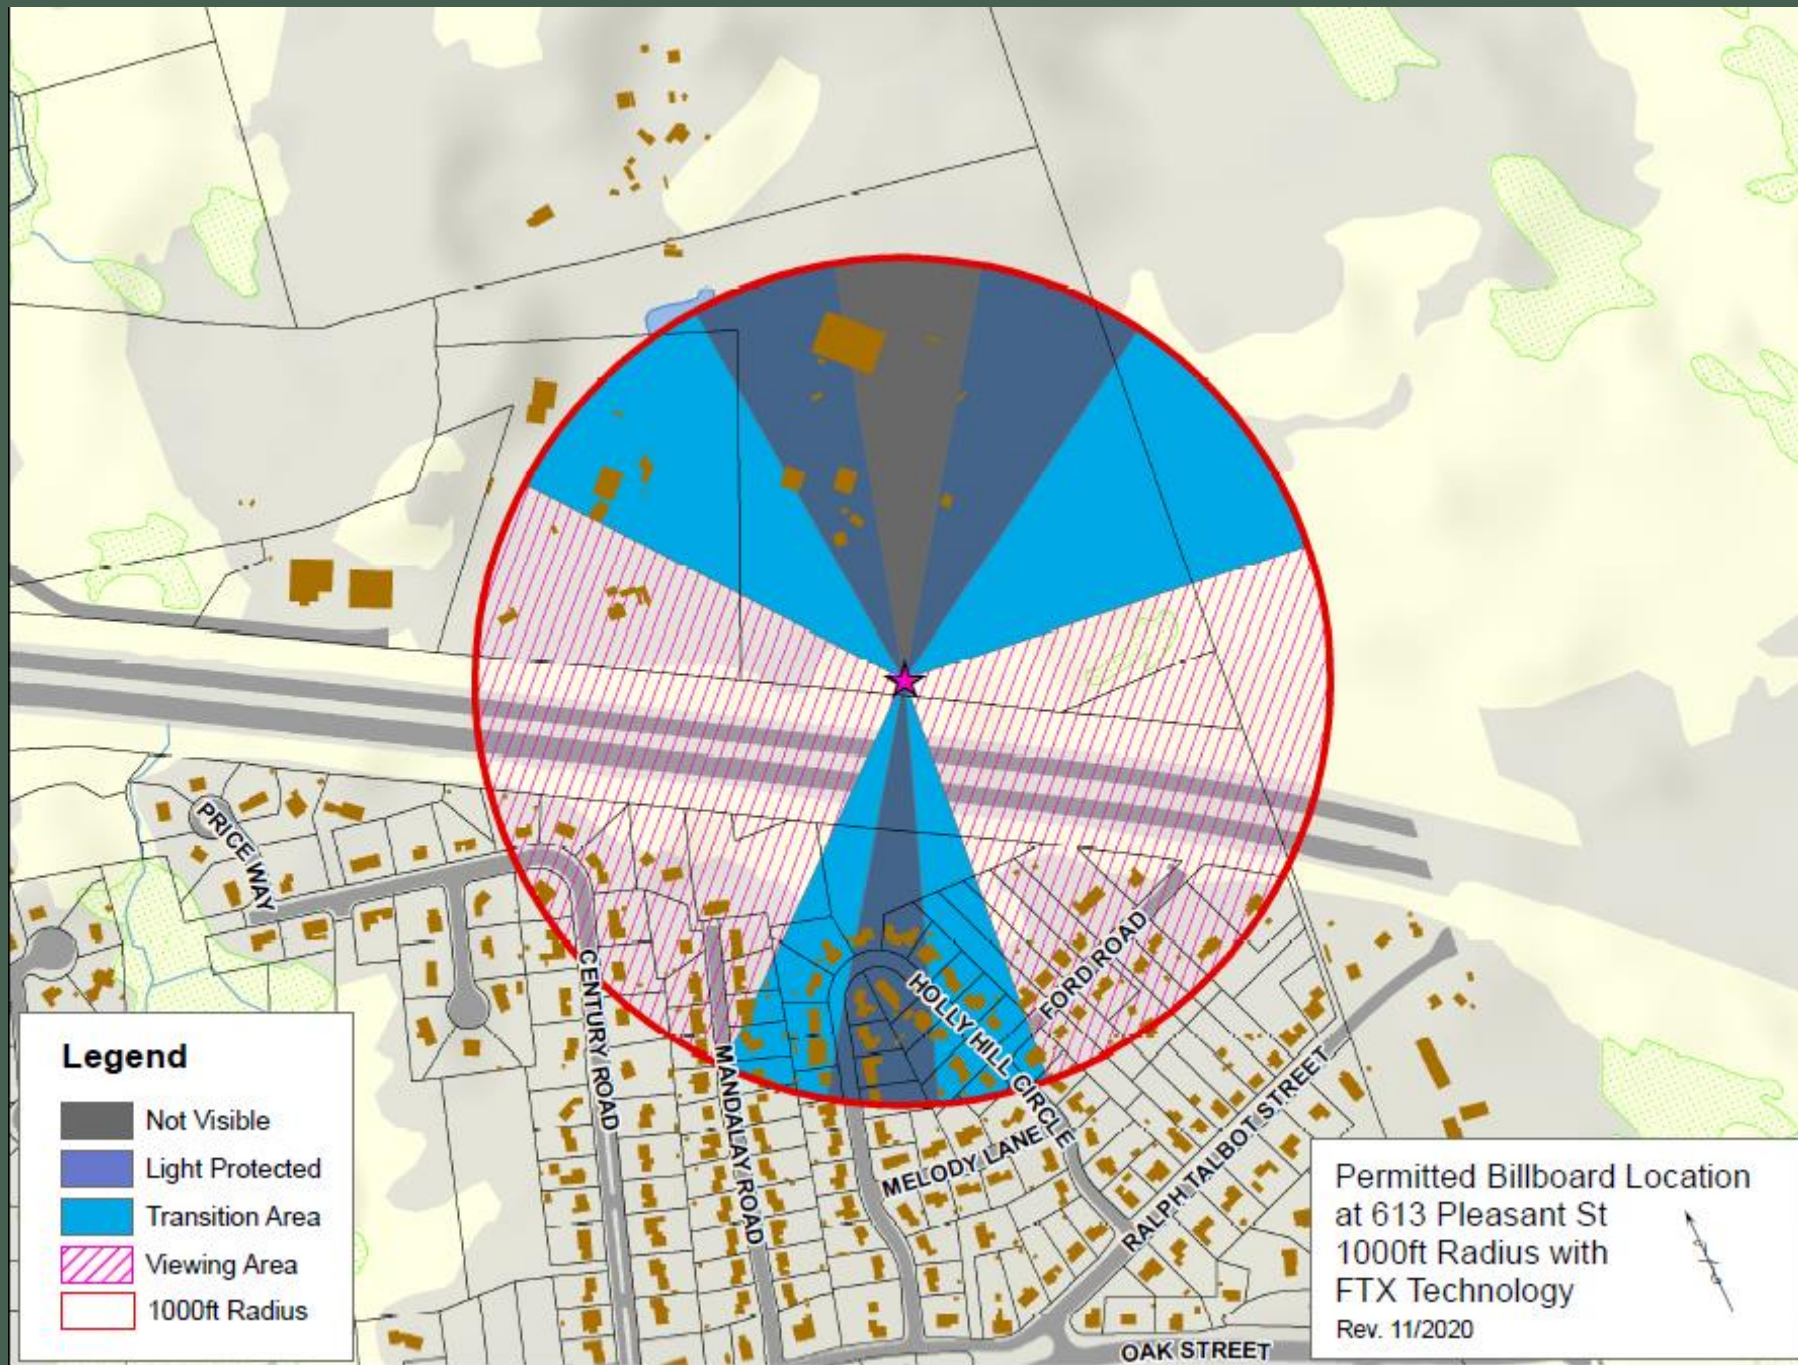 PRICE WAY
CENTURY ROAD
MANDALAY ROAD
HOLLY HILL CIRCLE
FORD ROAD
MELODY LANE
RALPH TALBOT STREET
OAK STREET
Legend
Not Visible
Light Protected
Transition Area
Viewing Area
1000ft Radius
Permitted Billboard Location
at 613 Pleasant St
1000ft Radius with
FTX Technology
Rev. 11/2020